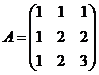 A = (1 1 1
1 2 2
1 2 3)